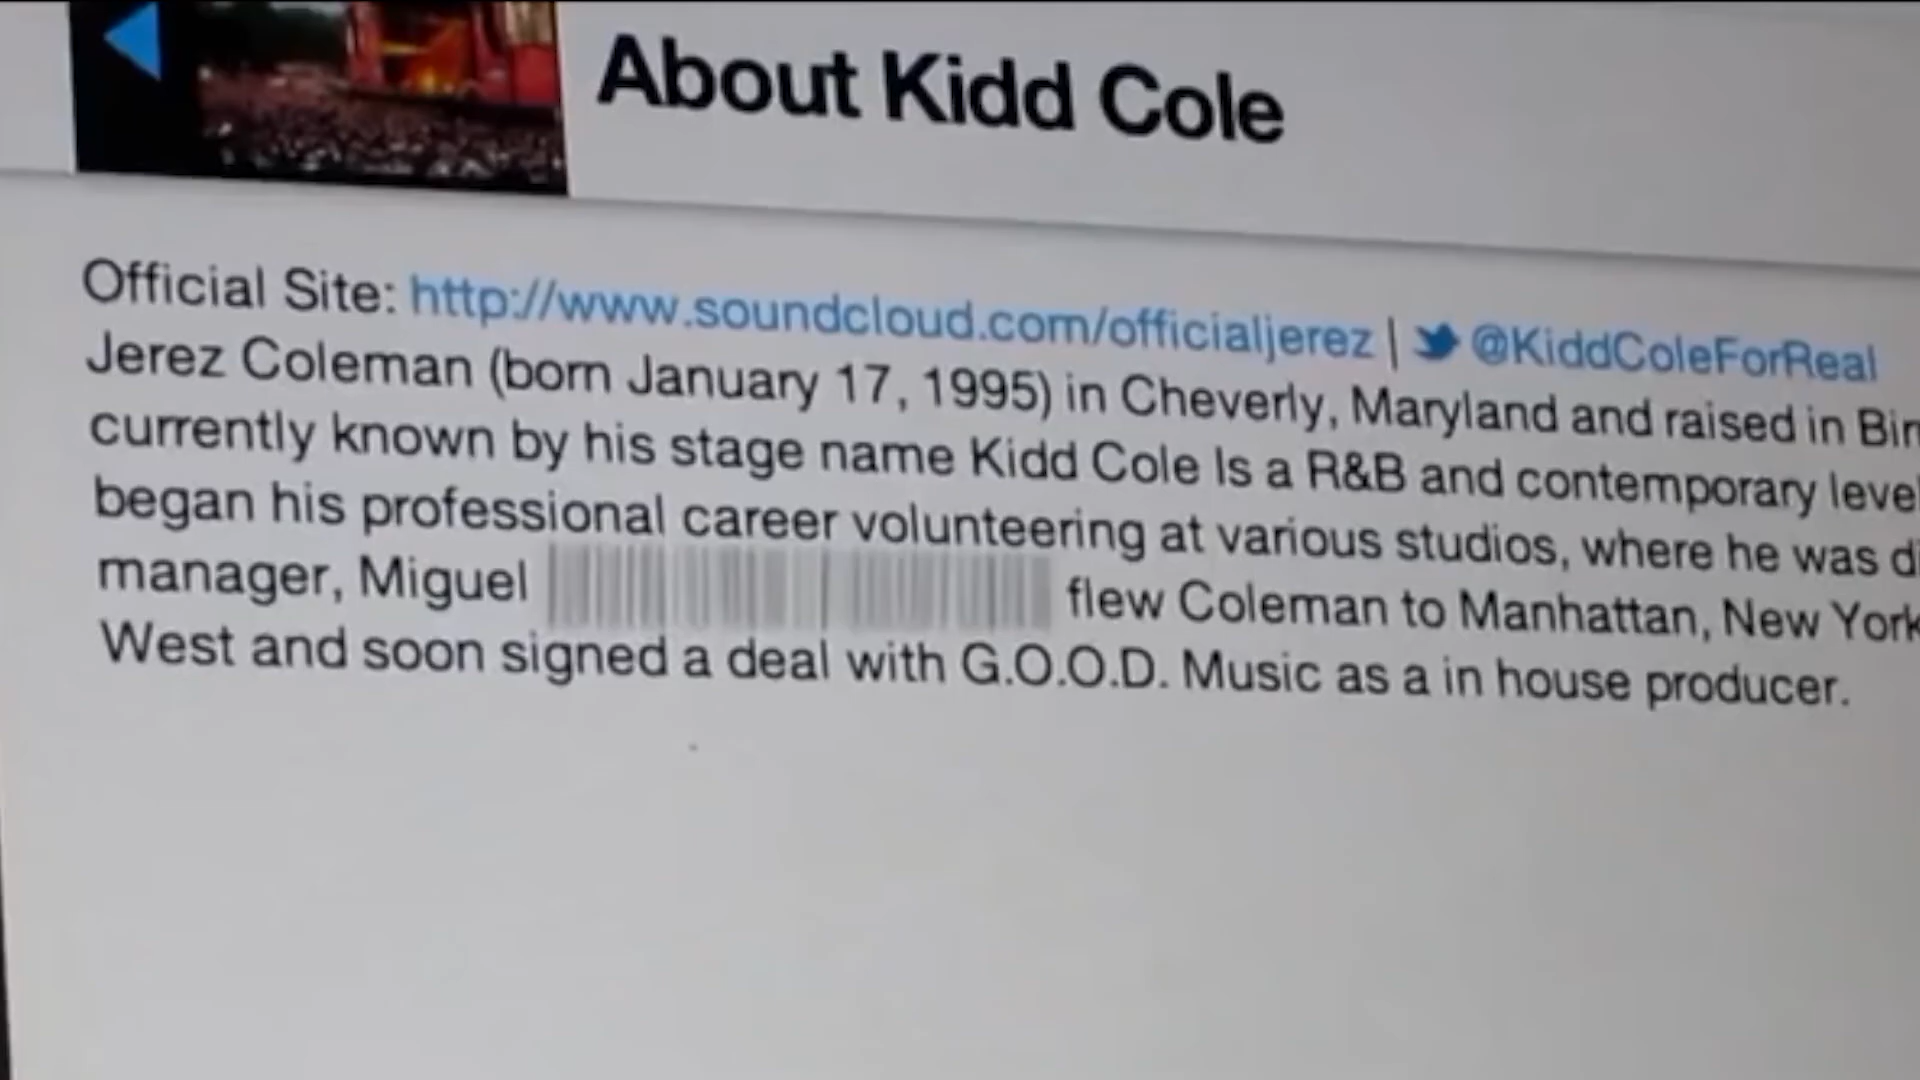 About Kidd Cole
Official Site: http://www.soundcloud.com/officialjerez | @KiddColeForReal
Jerez Coleman (born January 17, 1995) in Cheverly, Maryland and raised in
currently known by his stage name Kidd Cole Is a R&B and contemporary
began his professional career volunteering at various studios, where he was
manager, Miguel flew Coleman to Manhattan, New York
West and soon signed a deal with G.O.O.D. Music as a in house producer.